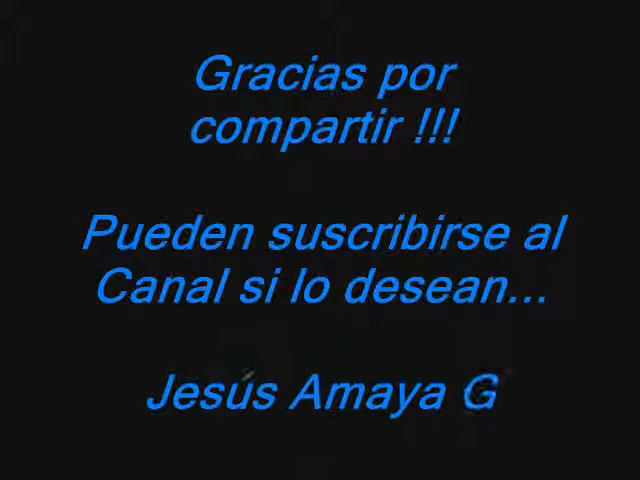 Gracias por
compartir !!!
Pueden suscribirse al
Canal si lo desean...
Jesús Amaya G